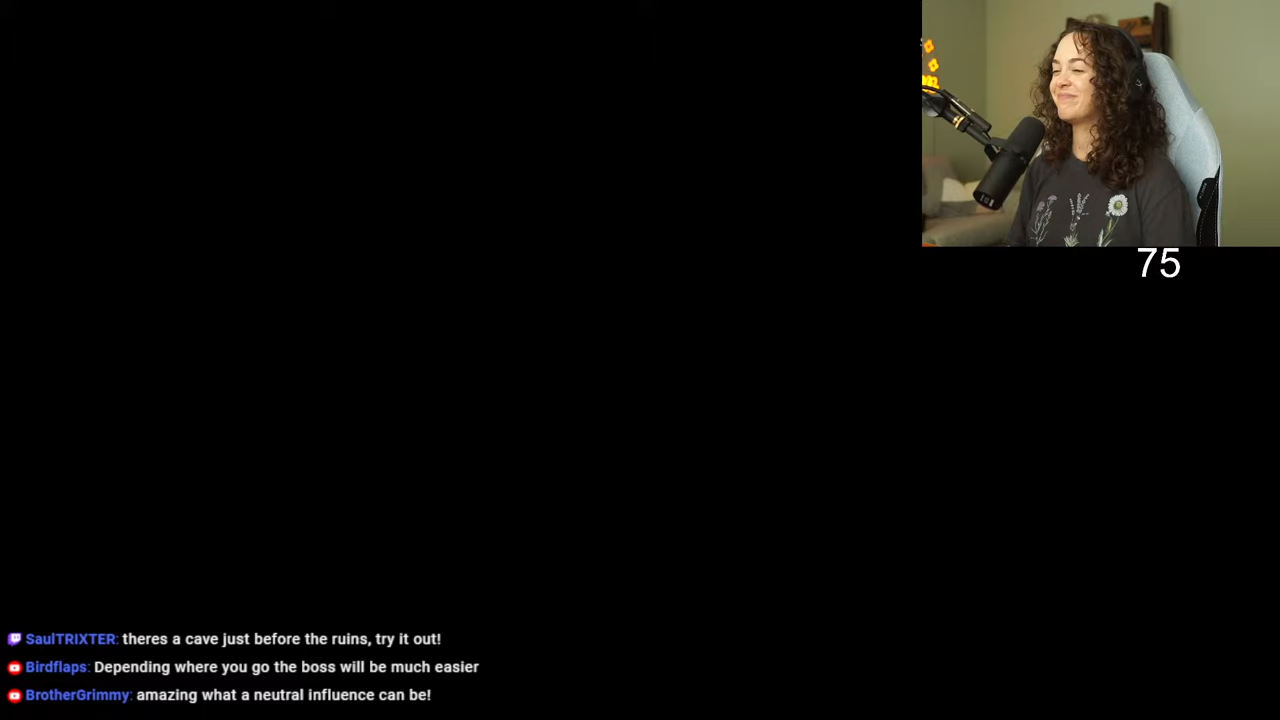 75
SaulTRIXTER: theres a cave just before the ruins, try it out!
Birdflaps: Depending where you go the boss will be much easier
BrotherGrimmy: amazing what a neutral influence can be!